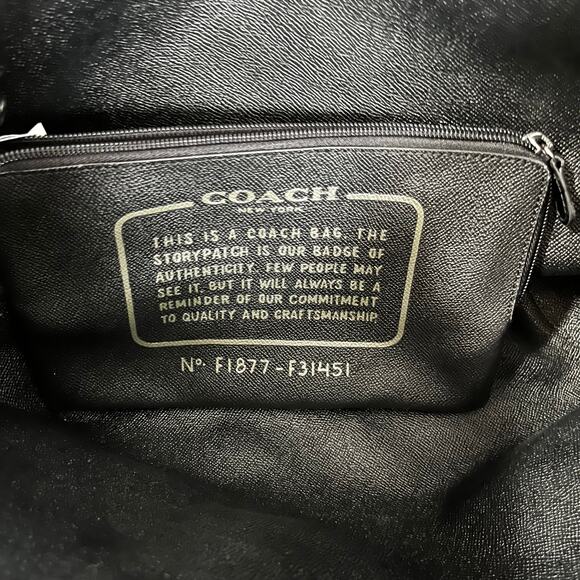 COACH
NEW YORK
THIS IS A COACH BAG. THE
STORYPATCH IS OUR BADGE OF
AUTHENTICITY. FEW PEOPLE MAY
SEE IT, BUT IT WILL ALWAYS BE A
REMINDER OF OUR COMMITMENT
TO QUALITY AND CRAFTSMANSHIP
Nº. F1877-F31451